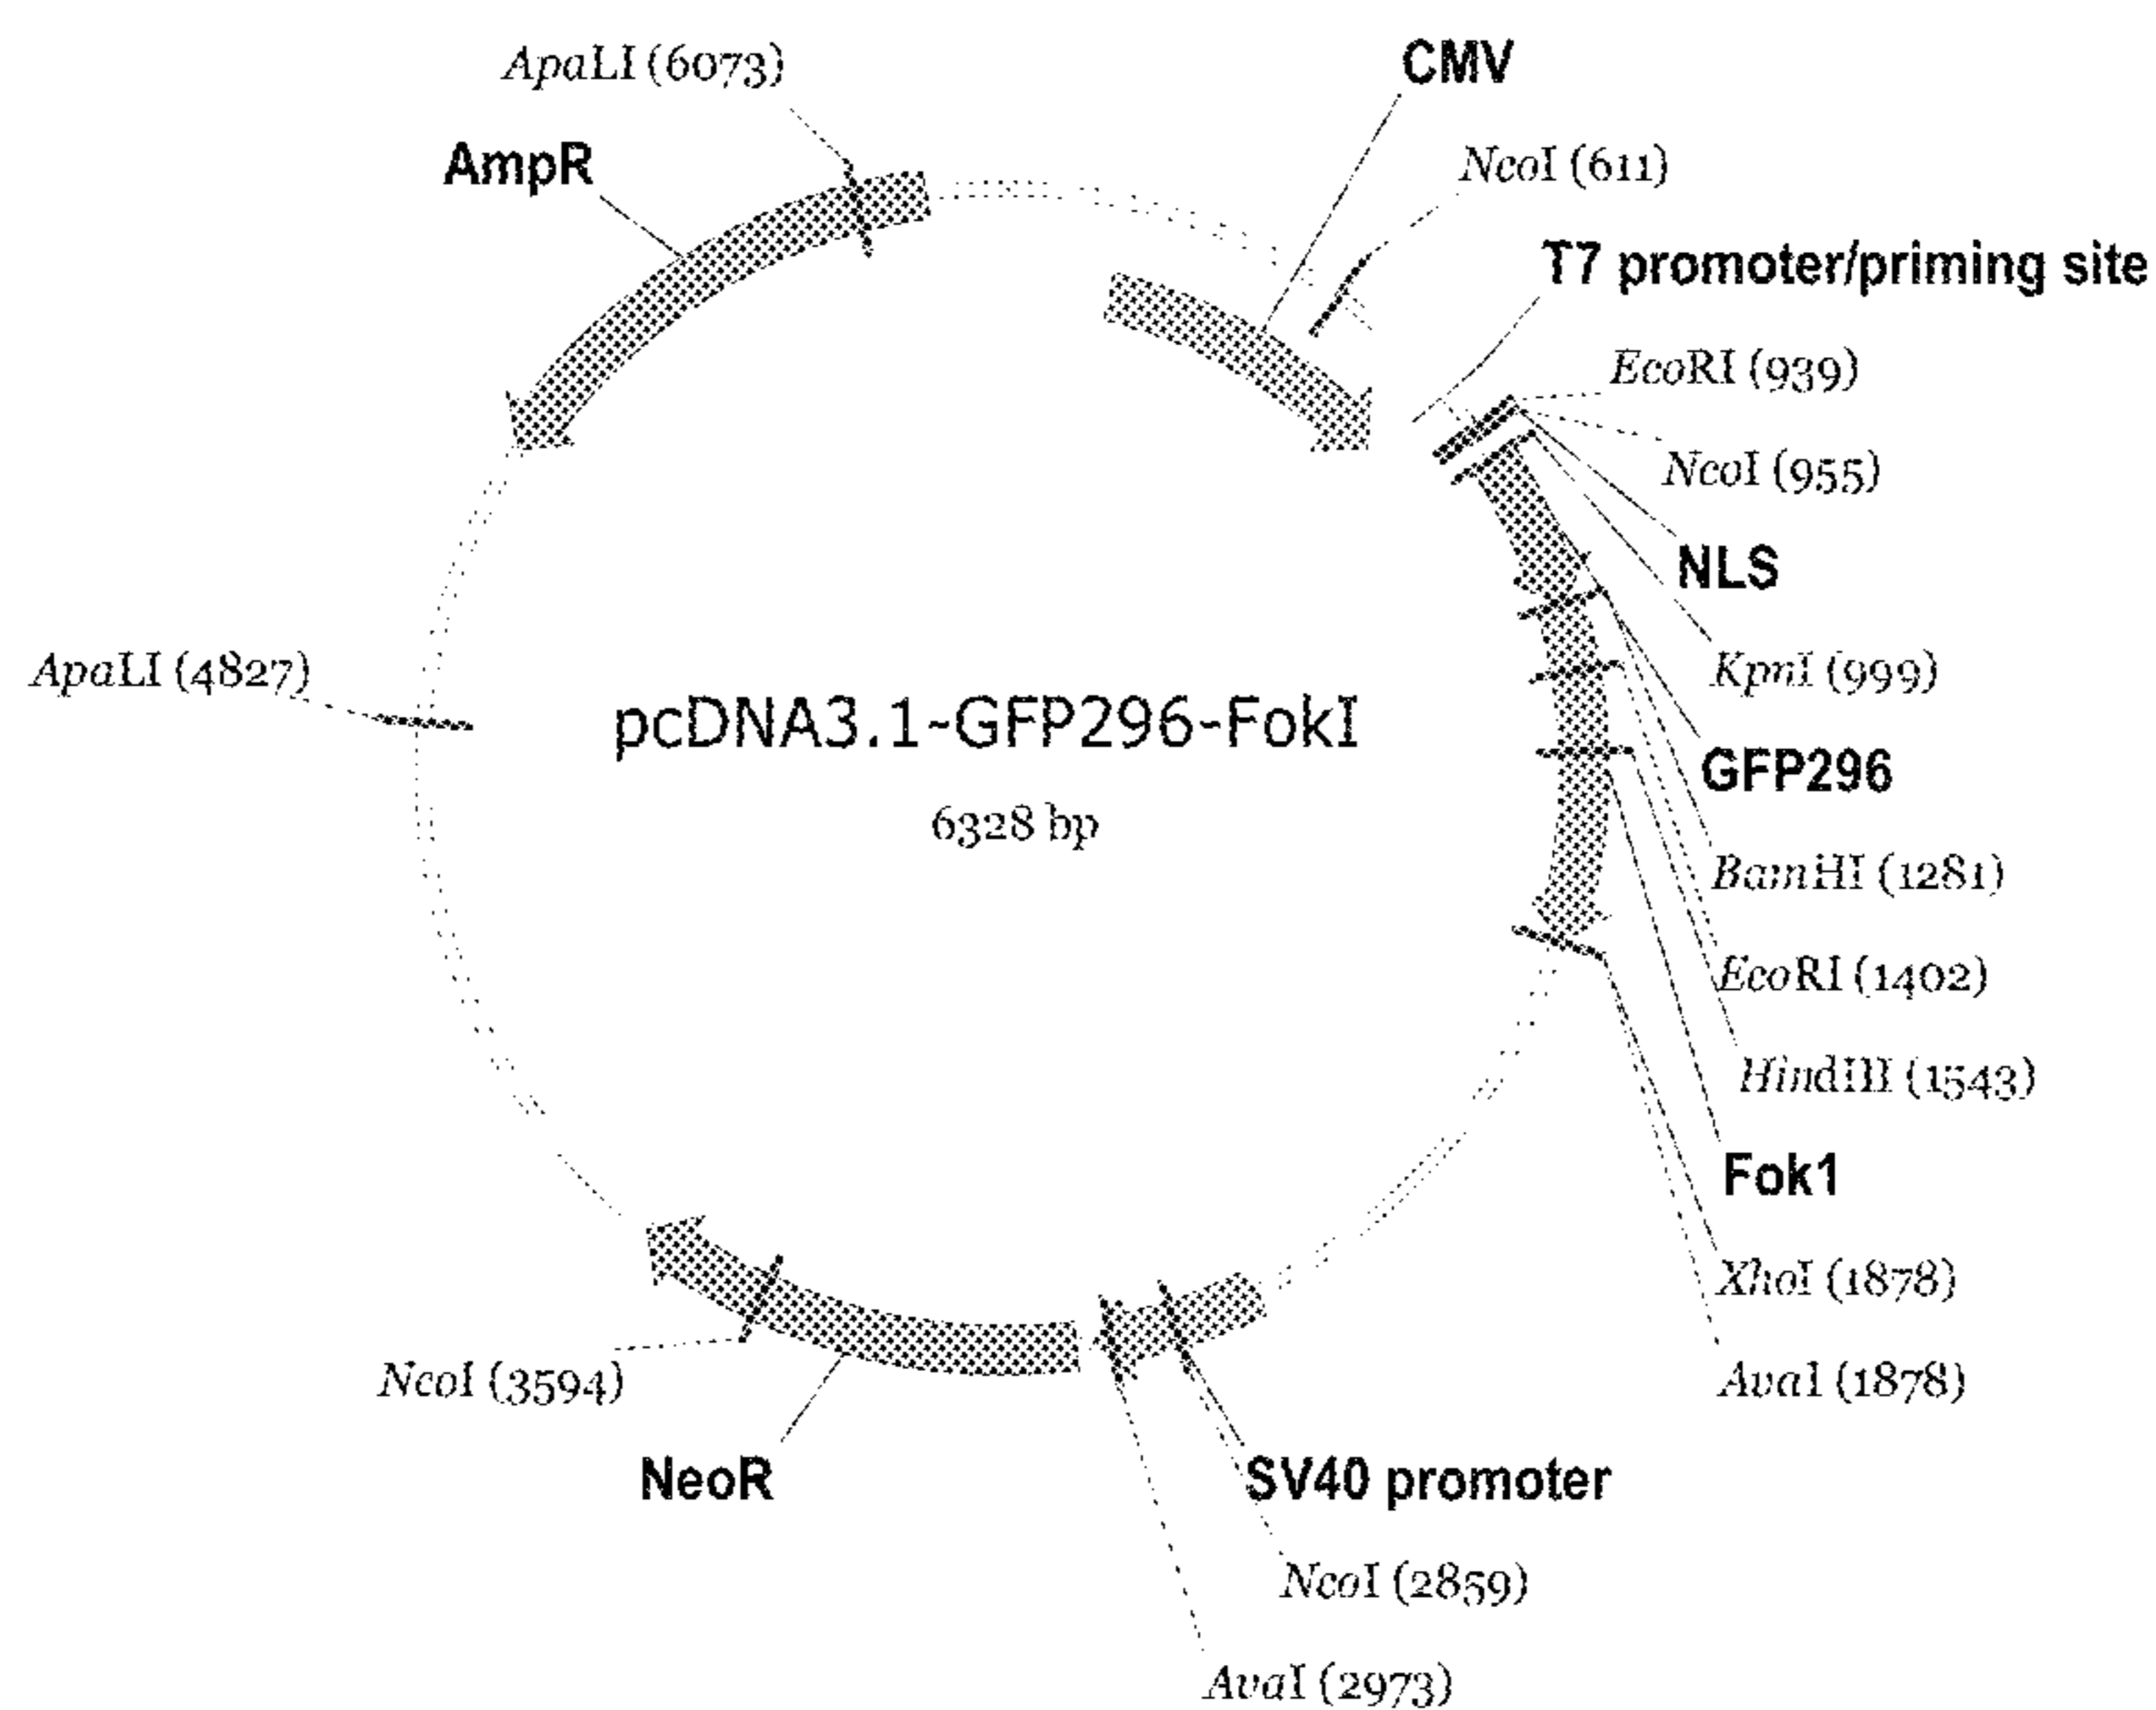 ApaLI (6073)
CMV
AmpR
NcoI (611)
T7 promoter/priming site
EcoRI (939)
NcoI (955)
NLS
ApaLI (4827)
KpnI (999)
pcDNA3.1-GFP296-FokI
GFP296
6328 bp
BamHI (1281)
EcoRI (1402)
HindIII (1543)
Fok1
XhoI (1878)
AvaI (1878)
NcoI (3594)
NeoR
SV40 promoter
NcoI (2859)
AvaI (2973)